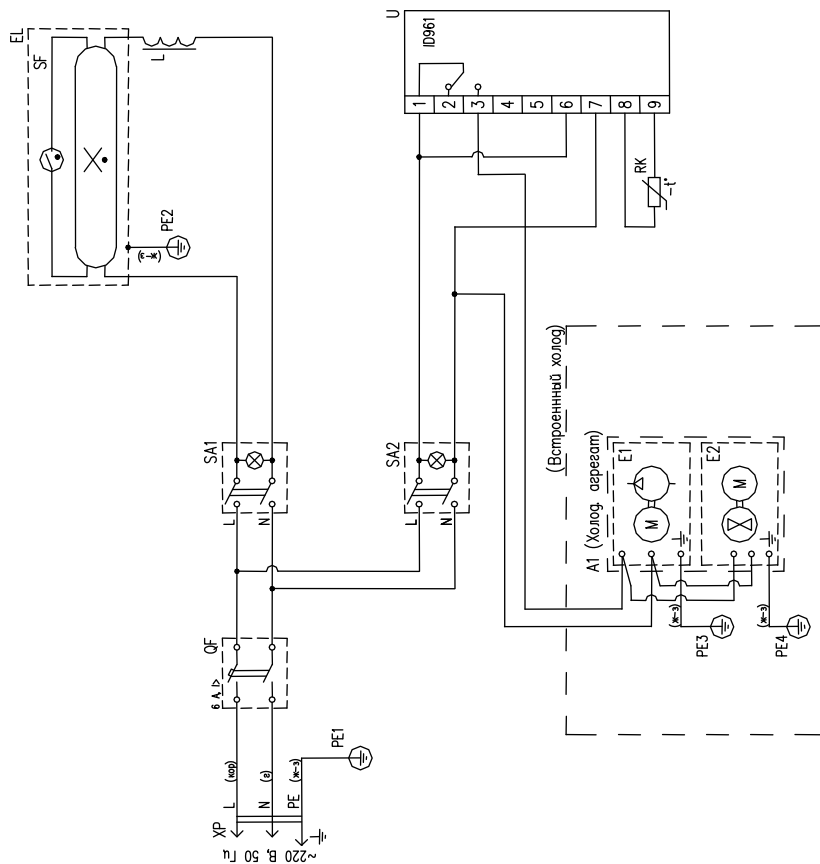 EL
SF
L
PE2
(ж-з)
U
ID961
1
2
3
4
5
6
7
8
9
RK
-t°
SA1
L
N
SA2
L
N
(Встроеннный холод)
A1 (Холод. агрегат)
E1
M
E2
M
(ж-з)
PE3
(ж-з)
PE4
QF
6 А, I>
XP
L
(кор)
N
(г)
PE
(ж-з)
PE1
~220 В, 50 Гц